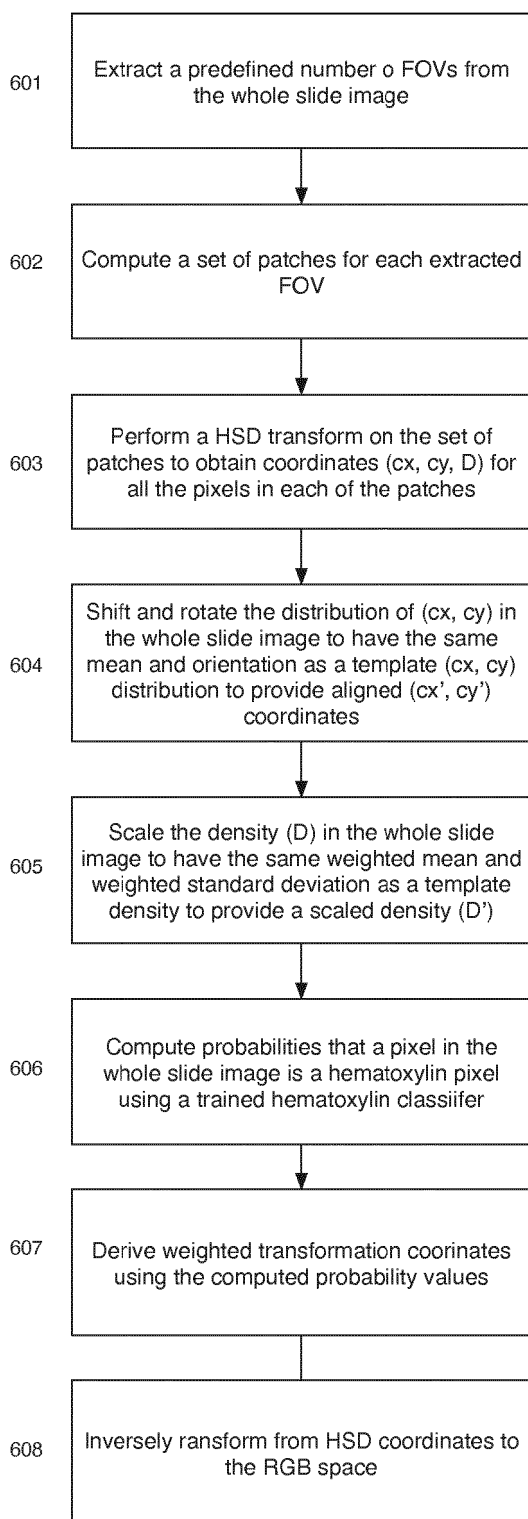 601
Extract a predefined number o FOVs from
the whole slide image
602
Compute a set of patches for each extracted
FOV
603
Perform a HSD transform on the set of
patches to obtain coordinates (cx, cy, D) for
all the pixels in each of the patches
604
Shift and rotate the distribution of (cx, cy) in
the whole slide image to have the same
mean and orientation as a template (cx, cy)
distribution to provide aligned (cx’, cy’)
coordinates
605
Scale the density (D) in the whole slide
image to have the same weighted mean and
weighted standard deviation as a template
density to provide a scaled density (D’)
606
Compute probabilities that a pixel in the
whole slide image is a hematoxylin pixel
using a trained hematoxylin classiifer
607
Derive weighted transformation coorinates
using the computed probability values
608
Inversely ransform from HSD coordinates to
the RGB space